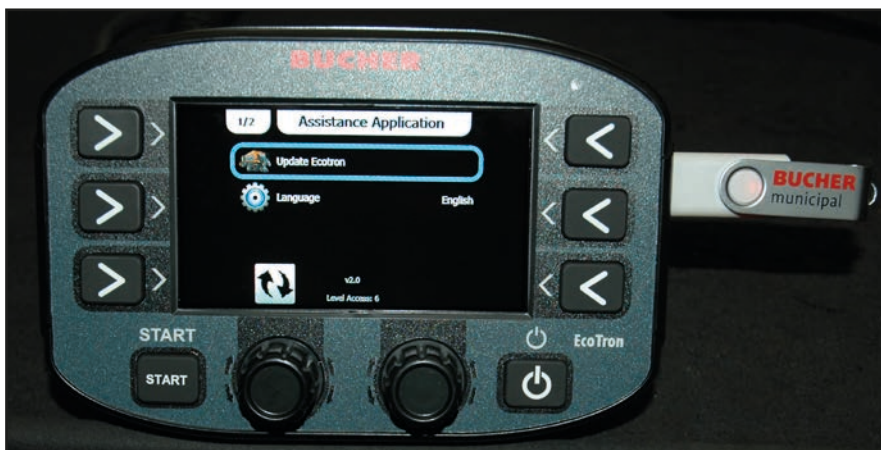 BUCHER
1/2 Assistance Application
Update Ecotron
Language English
v2.0
Level Access: 6
BUCHER
municipal
START
EcoTron
START